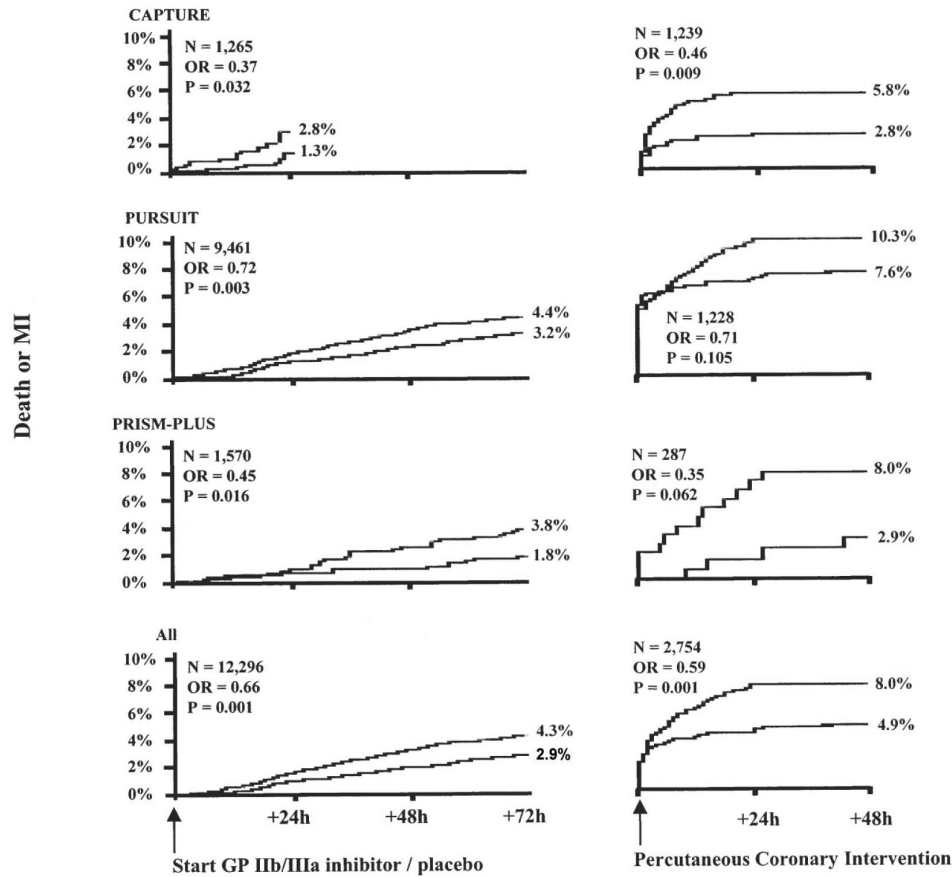 CAPTURE
10%
8%
6%
4%
2%
0%
N = 1,265
OR = 0.37
P = 0.032
2.8%
1.3%
N = 1,239
OR = 0.46
P = 0.009
5.8%
2.8%
PURSUIT
10%
8%
6%
4%
2%
0%
N = 9,461
OR = 0.72
P = 0.003
4.4%
3.2%
10.3%
7.6%
N = 1,228
OR = 0.71
P = 0.105
Death or MI
PRISM-PLUS
10%
8%
6%
4%
2%
0%
N = 1,570
OR = 0.45
P = 0.016
3.8%
1.8%
N = 287
OR = 0.35
P = 0.062
8.0%
2.9%
All
10%
8%
6%
4%
2%
0%
N = 12,296
OR = 0.66
P = 0.001
4.3%
2.9%
N = 2,754
OR = 0.59
P = 0.001
8.0%
4.9%
+24h
+48h
+72h
+24h
+48h
Start GP IIb/IIIa inhibitor / placebo
Percutaneous Coronary Intervention